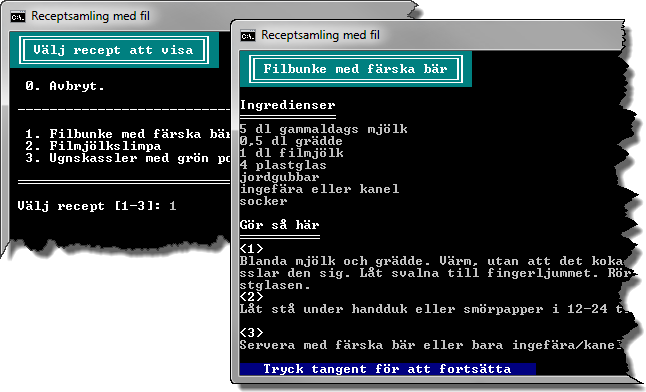 Receptsamling med fil
Välj recept att visa
0. Avbryt.
1. Filbunke med färska bär
2. Filmjölkslimpa
3. Ugnskassler med grön
Välj recept [1-3]: 1
Receptsamling med fil
Filbunke med färska bär
Ingredienser
5 dl gammaldags mjölk
0,5 dl grädde
1 dl filmjölk
4 plastglas
jordgubbar
ingefära eller kanel
socker
Gör så här
<1>
Blanda mjölk och grädde. Värm, utan att det koka
sslar den sig. Låt svalna till fingerljummet. Rör
stglasen.
<2>
Låt stå under handduk eller smörpapper i 12-24 t
<3>
Servera med färska bär eller bara ingefära/kanel
Tryck tangent för att fortsätta